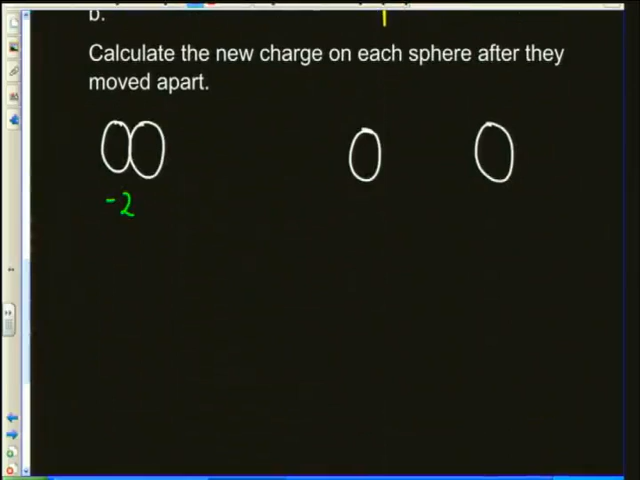 b.
Calculate the new charge on each sphere after they
moved apart.
-2